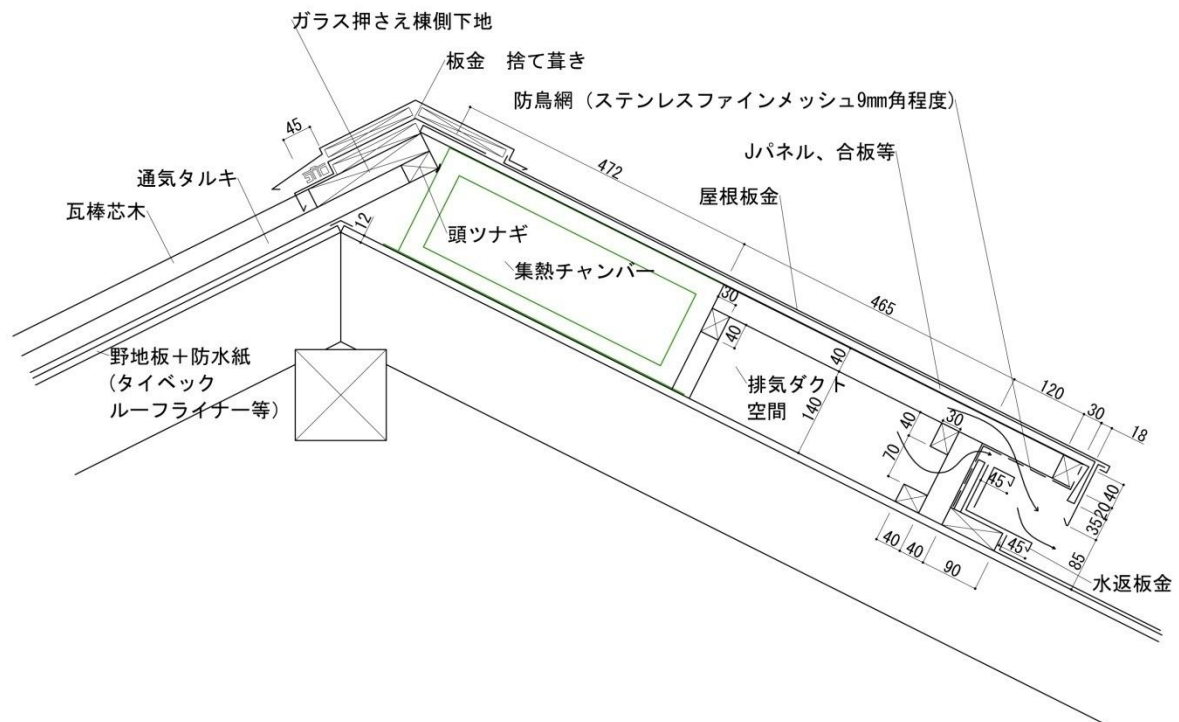 ガラス押さえ棟側下地
板金　捨て葺き
防鳥網（ステンレスファインメッシュ9mm角程度）
45
472
Jパネル、合板等
通気タルキ
屋根板金
瓦棒芯木
12
頭ツナギ
集熱チャンバー
465
30
40
野地板＋防水紙
（タイベック
ルーフライナー等）
40
120
30
18
排気ダクト
空間
140
40
30
70
45
40
20
35
45
85
40
40
90
水返板金